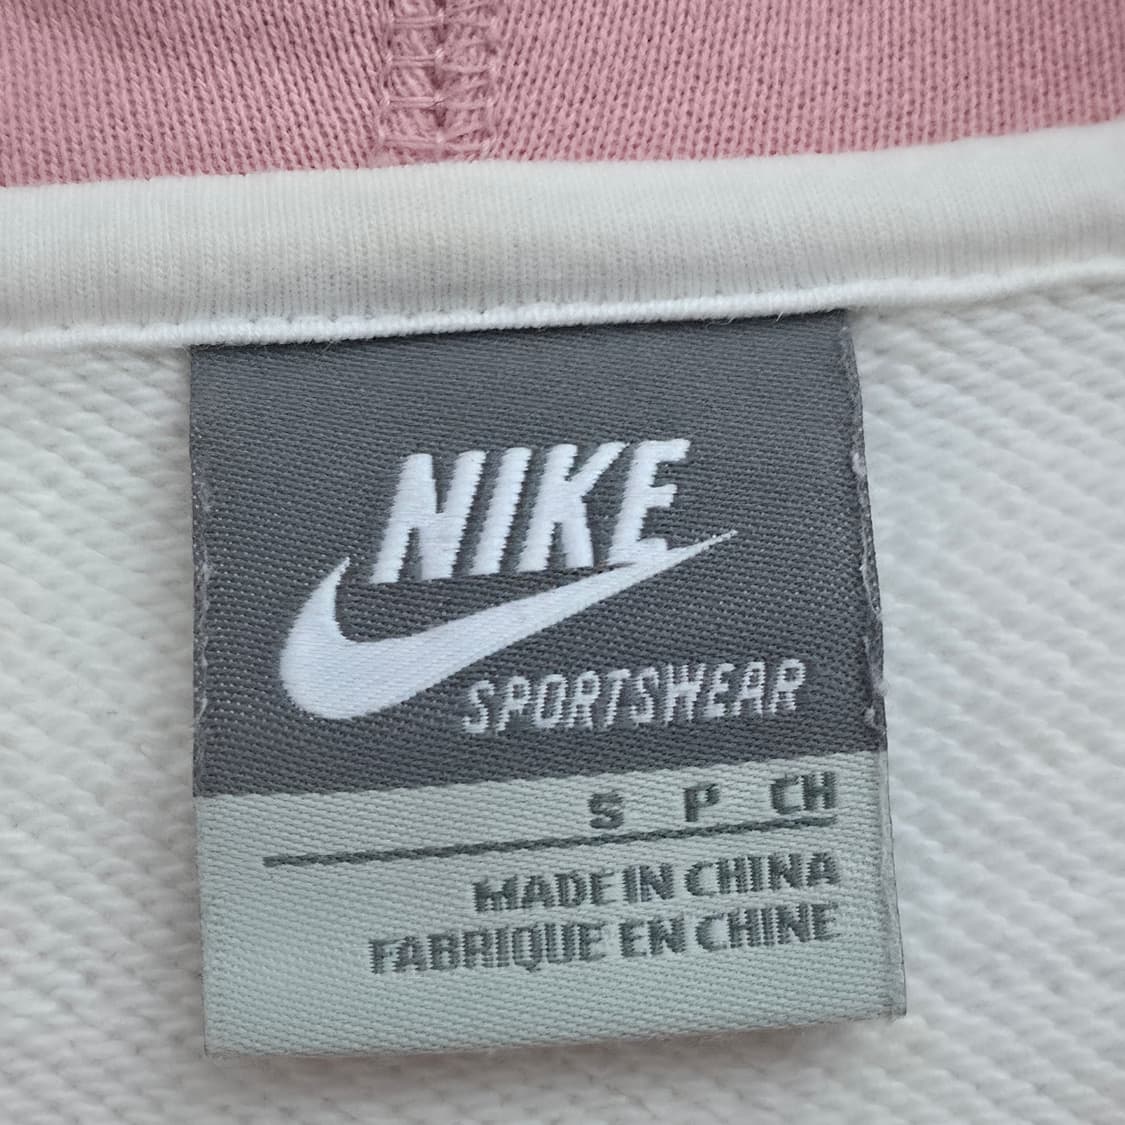 NIKE
SPORTSWEAR
S P CH
MADE IN CHINA
FABRIQUE EN CHINE